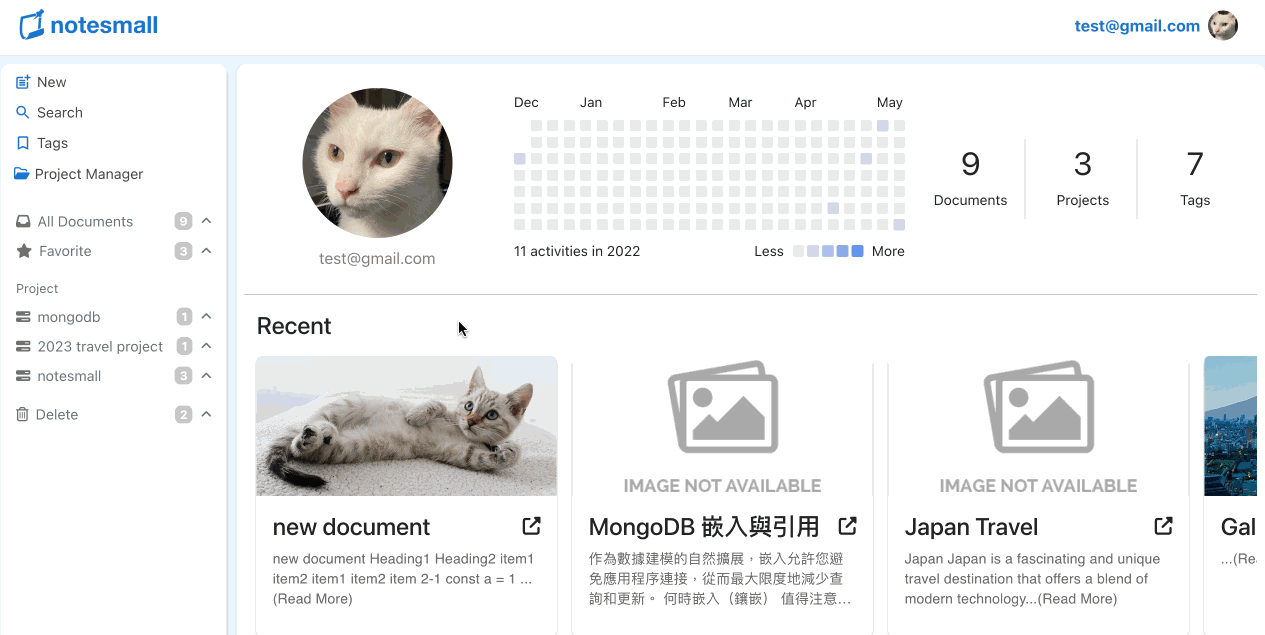 notesmall
test@gmail.com
New
Search
Tags
Project Manager
All Documents 9
Favorite 3
Project
mongodb 1
2023 travel project 1
notesmall 3
Delete 2
test@gmail.com
Dec Jan Feb Mar Apr May
11 activities in 2022 Less More
9 3 7
Documents Projects Tags
Recent
new document
new document Heading1 Heading2 item1
item2 item1 item2 item 2-1 const a = 1 ...
(Read More)
IMAGE NOT AVAILABLE
MongoDB 嵌入與引用
作為數據建模的自然擴展，嵌入允許您避
免應用程序連接，從而最大限度地減少查
詢和更新。 何時嵌入（鑲嵌） 值得注意…
IMAGE NOT AVAILABLE
Japan Travel
Japan Japan is a fascinating and unique
travel destination that offers a blend of
modern technology...(Read More)
Gal
...(Rea